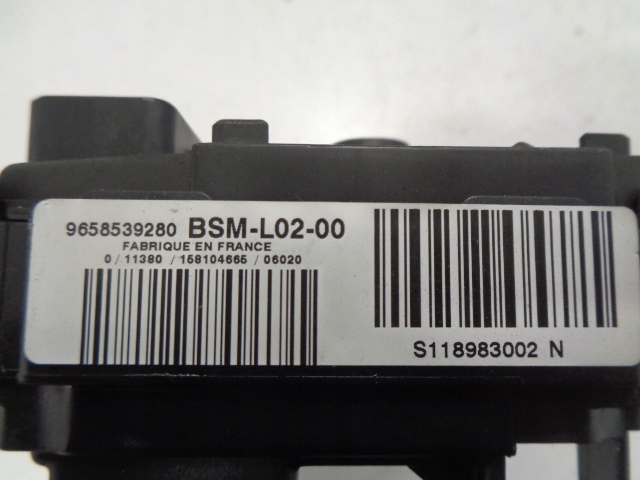 9658539280 BSM-L02-00
FABRIQUE EN FRANCE
0 / 11380 / 158104665 / 06020
S118983002 N